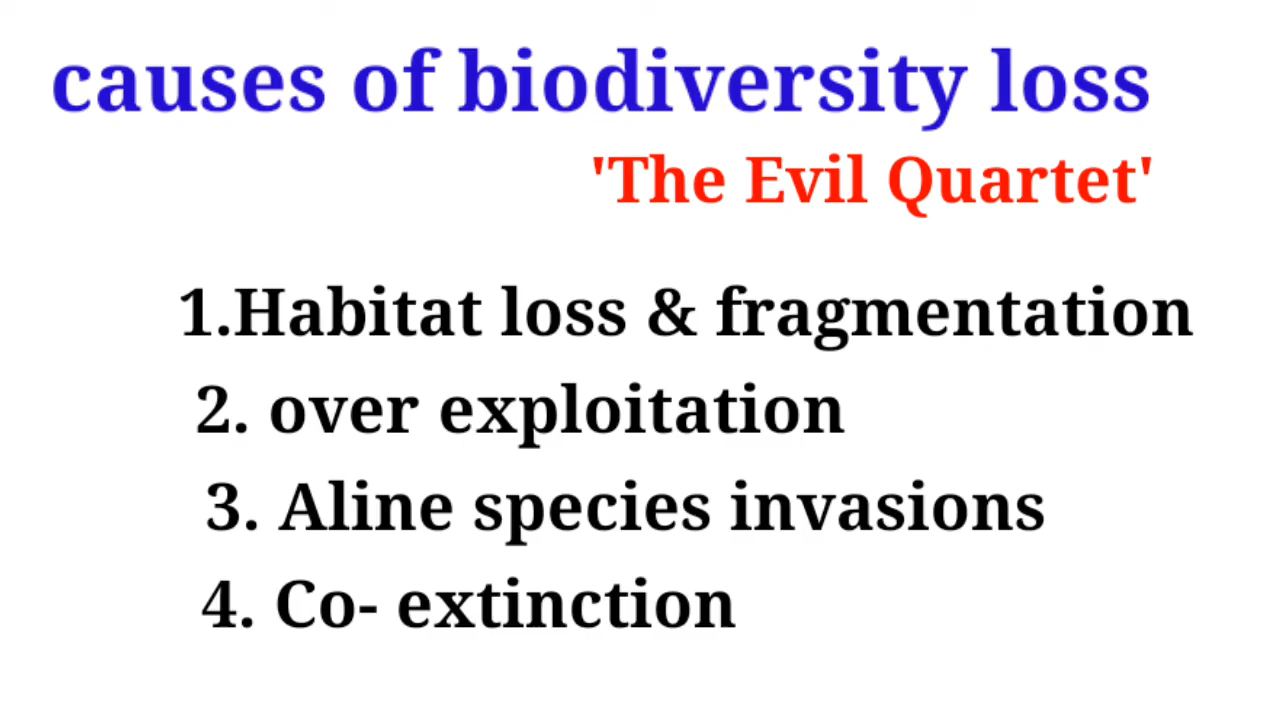 causes of biodiversity loss
'The Evil Quartet'
1.Habitat loss & fragmentation
2. over exploitation
3. Aline species invasions
4. Co- extinction